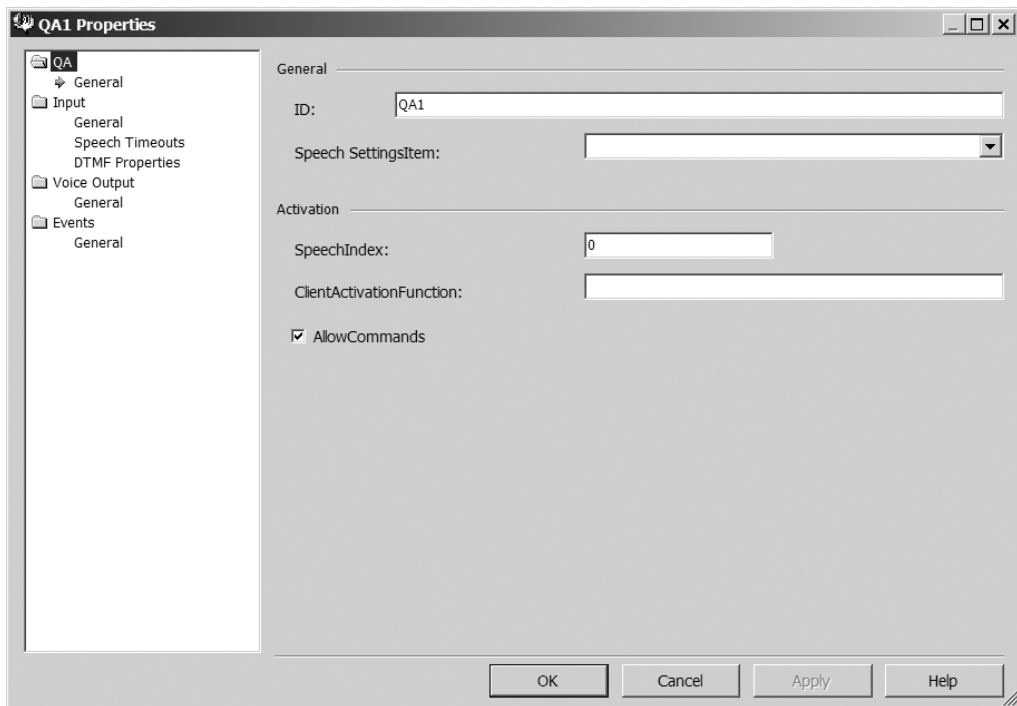 QA1 Properties
QA
General
Input
General
Speech Timeouts
DTMF Properties
Voice Output
General
Events
General
General
ID: QA1
Speech SettingsItem:
Activation
SpeechIndex: 0
ClientActivationFunction:
AllowCommands
OK Cancel Apply Help